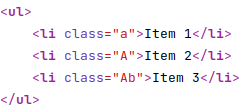 <ul>
    <li class="a">Item 1</li>
    <li class="A">Item 2</li>
    <li class="Ab">Item 3</li>
</ul>